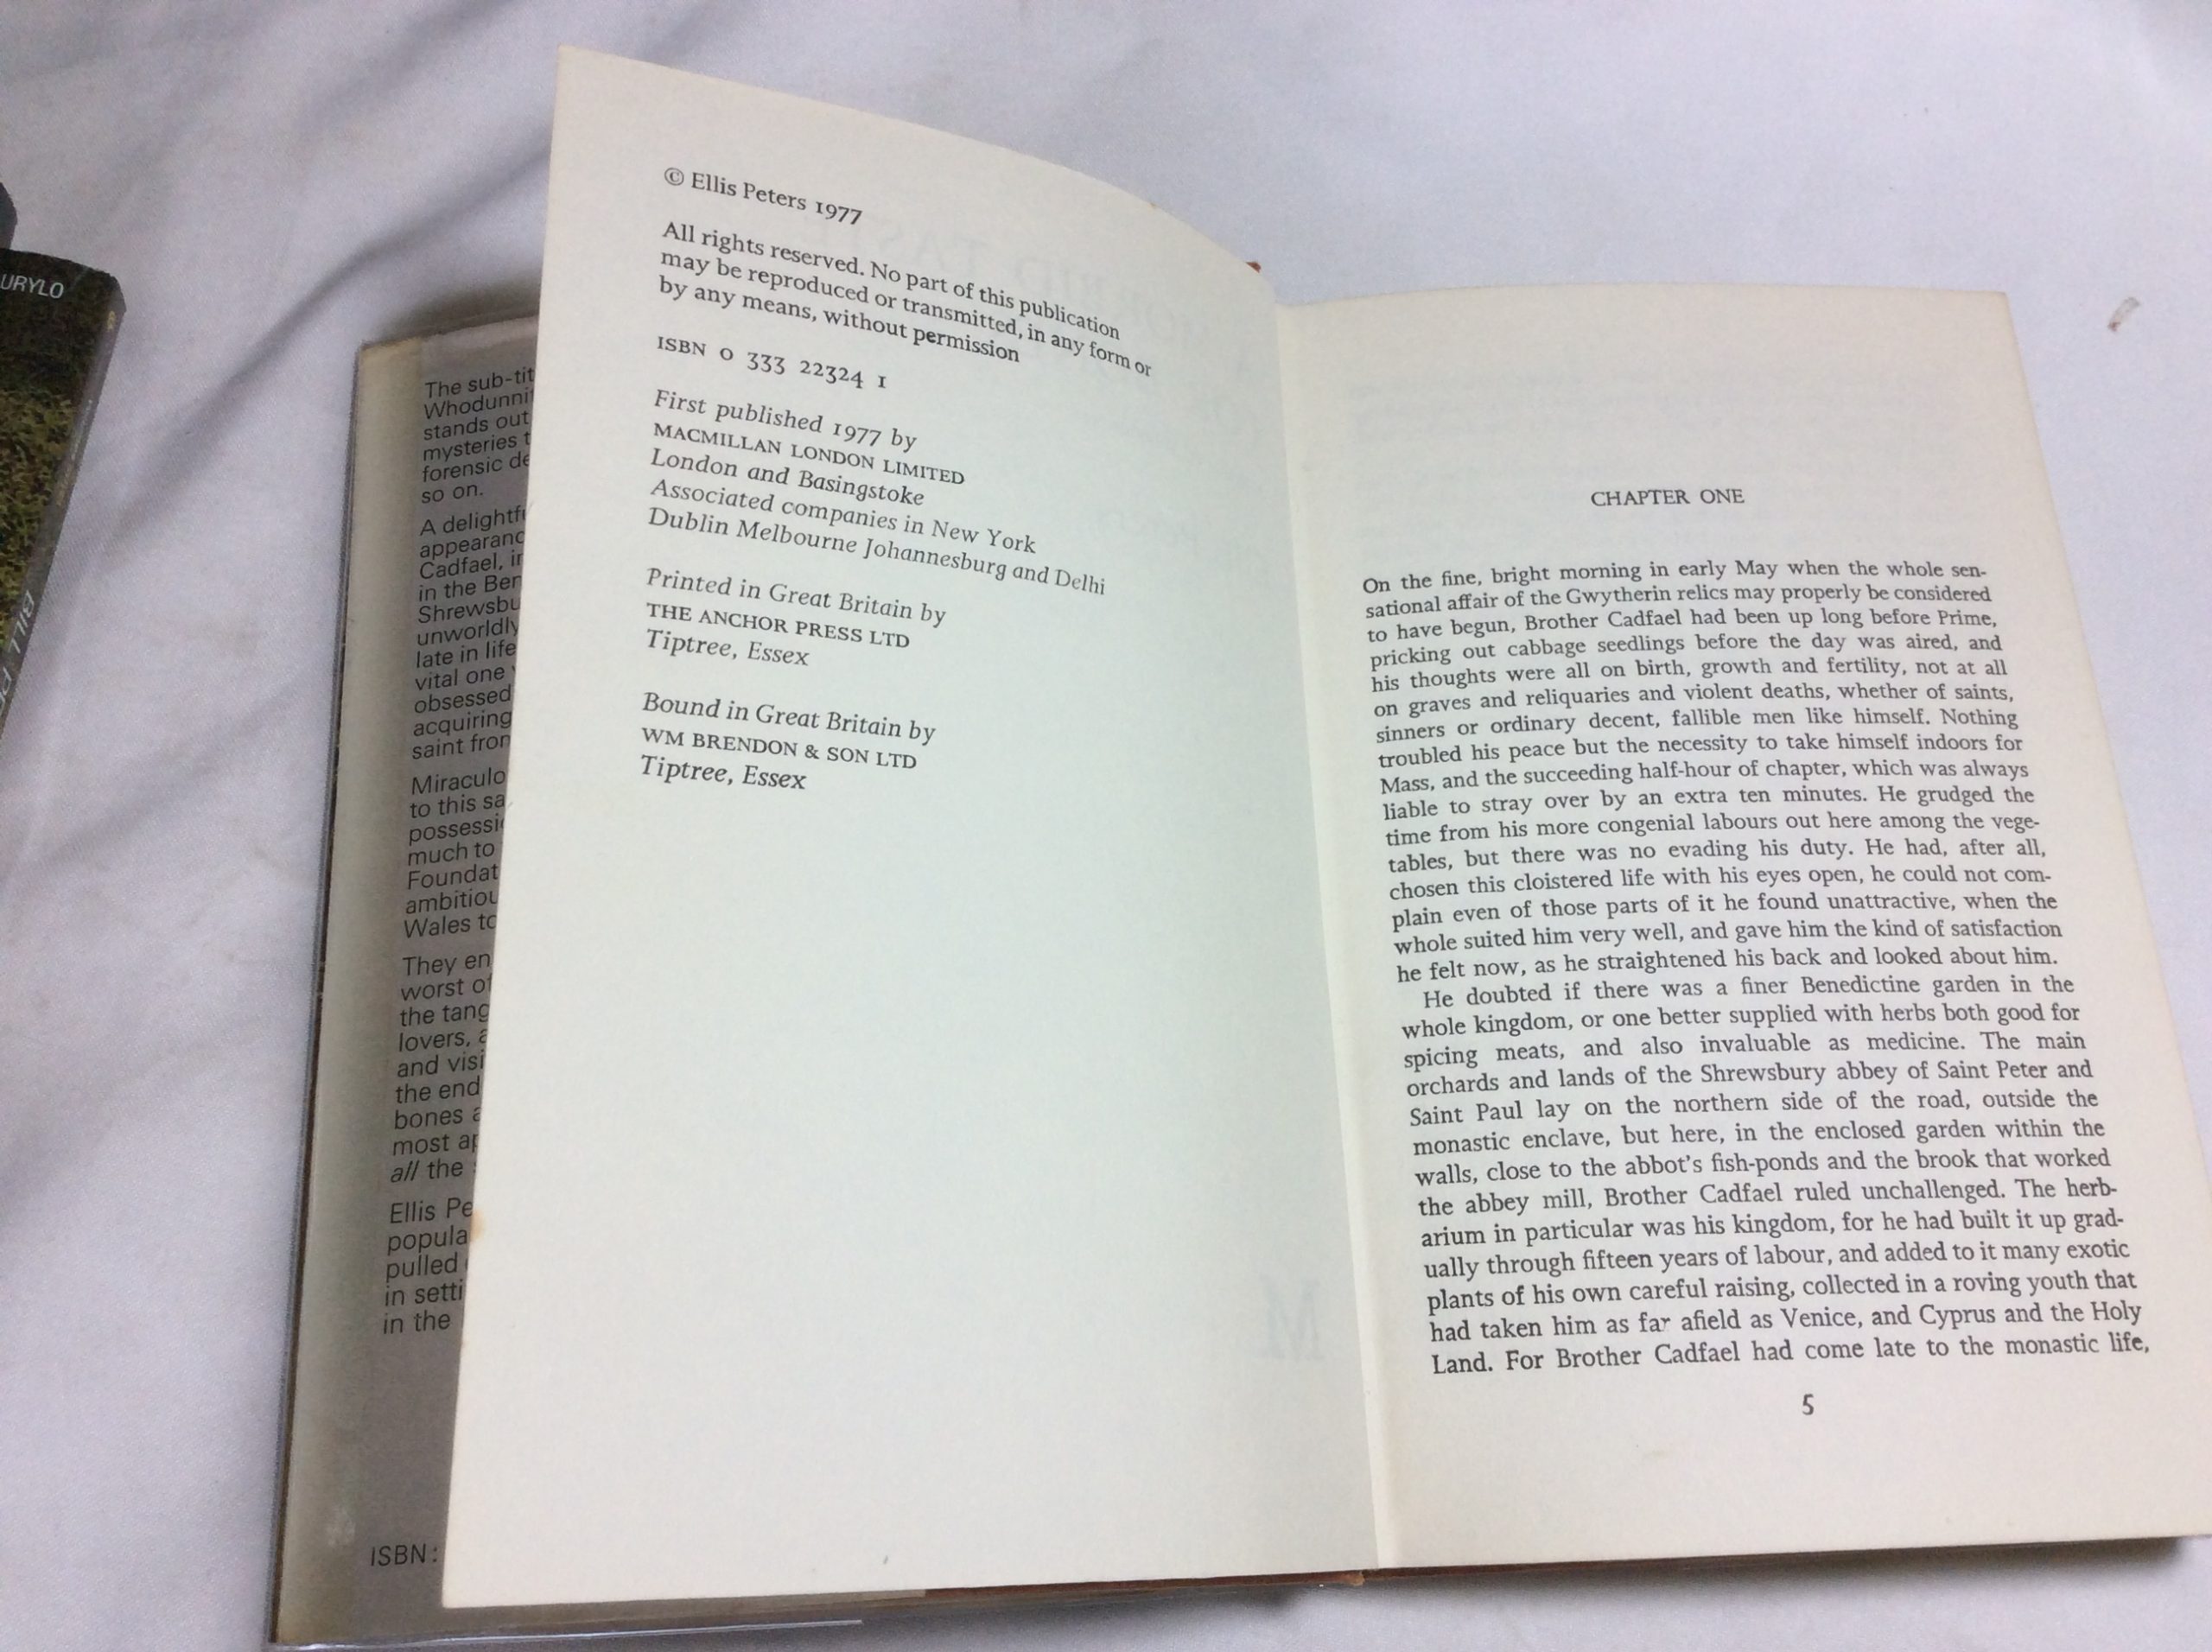 URYLO
BILL
The sub-tit
Whodunnit
stands out
mysteries t
forensic de
so on.
A delightfu
appearanc
Cadfael, in
in the Ben
Shrewsbu
unworldly
late in life
vital one
obsessed
acquiring
saint from
Miraculo
to this sa
possessi
much to
Foundat
ambitiou
Wales to
They en
worst of
the tang
lovers, a
and visi
the end
bones a
most ap
all the
Ellis Pe
popula
pulled
in setti
in the
ISBN:
© Ellis Peters 1977
All rights reserved. No part of this publication
may be reproduced or transmitted, in any form or
by any means, without permission
ISBN 0 333 22324 1
First published 1977 by
MACMILLAN LONDON LIMITED
London and Basingstoke
Associated companies in New York
Dublin Melbourne Johannesburg and Delhi
Printed in Great Britain by
THE ANCHOR PRESS LTD
Tiptree, Essex
Bound in Great Britain by
WM BRENDON & SON LTD
Tiptree, Essex
CHAPTER ONE
On the fine, bright morning in early May when the whole sen-
sational affair of the Gwytherin relics may properly be considered
to have begun, Brother Cadfael had been up long before Prime,
pricking out cabbage seedlings before the day was aired, and
his thoughts were all on birth, growth and fertility, not at all
on graves and reliquaries and violent deaths, whether of saints,
sinners or ordinary decent, fallible men like himself. Nothing
troubled his peace but the necessity to take himself indoors for
Mass, and the succeeding half-hour of chapter, which was always
liable to stray over by an extra ten minutes. He grudged the
time from his more congenial labours out here among the vege-
tables, but there was no evading his duty. He had, after all,
chosen this cloistered life with his eyes open, he could not com-
plain even of those parts of it he found unattractive, when the
whole suited him very well, and gave him the kind of satisfaction
he felt now, as he straightened his back and looked about him.
He doubted if there was a finer Benedictine garden in the
whole kingdom, or one better supplied with herbs both good for
spicing meats, and also invaluable as medicine. The main
orchards and lands of the Shrewsbury abbey of Saint Peter and
Saint Paul lay on the northern side of the road, outside the
monastic enclave, but here, in the enclosed garden within the
walls, close to the abbot's fish-ponds and the brook that worked
the abbey mill, Brother Cadfael ruled unchallenged. The herb-
arium in particular was his kingdom, for he had built it up grad-
ually through fifteen years of labour, and added to it many exotic
plants of his own careful raising, collected in a roving youth that
had taken him as far afield as Venice, and Cyprus and the Holy
Land. For Brother Cadfael had come late to the monastic life,
5